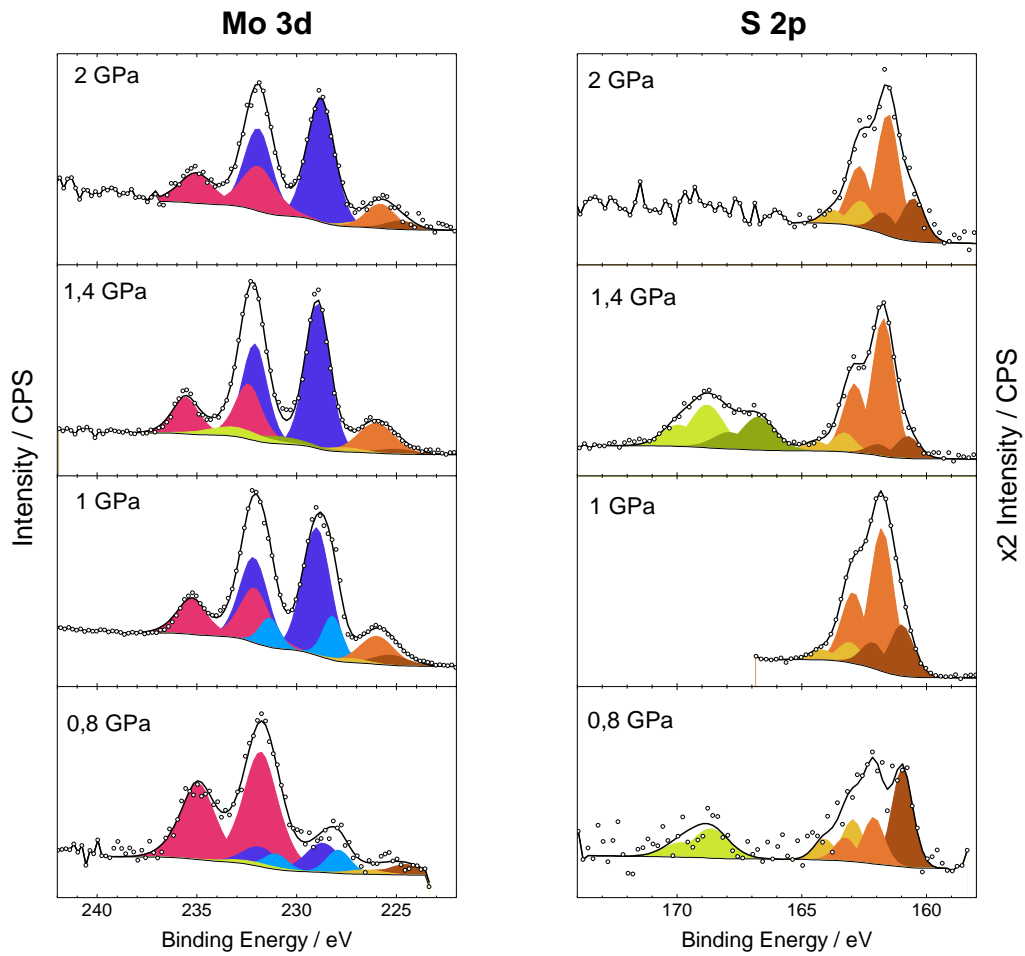 Mo 3d
S 2p
2 GPa
2 GPa
1,4 GPa
1,4 GPa
Intensity / CPS
x2 Intensity / CPS
1 GPa
1 GPa
0,8 GPa
0,8 GPa
240 235 230 225
170 165 160
Binding Energy / eV
Binding Energy / eV